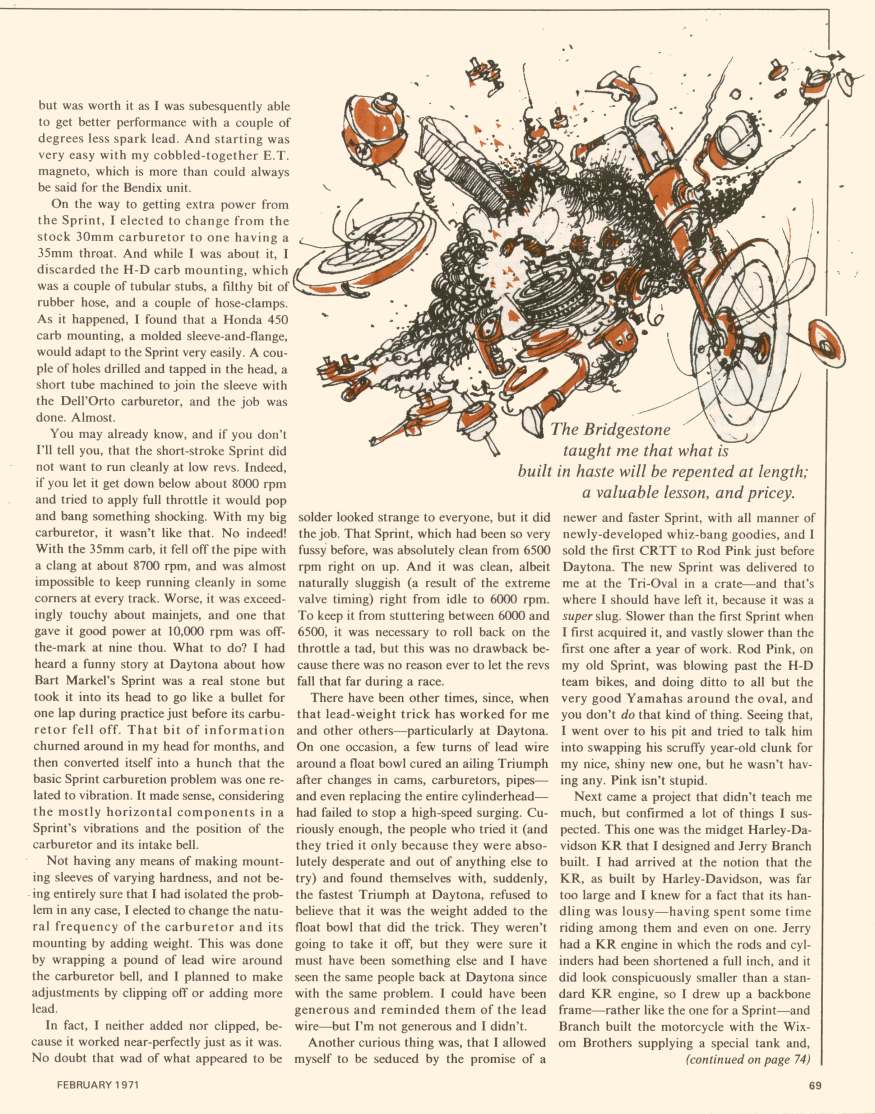 but was worth it as I was subesquently able
to get better performance with a couple of
degrees less spark lead. And starting was
very easy with my cobbled-together E.T.
magneto, which is more than could always
be said for the Bendix unit.
On the way to getting extra power from
the Sprint, I elected to change from the
stock 30mm carburetor to one having a
35mm throat. And while I was about it, I
discarded the H-D carb mounting, which
was a couple of tubular stubs, a filthy bit of
rubber hose, and a couple of hose-clamps.
As it happened, I found that a Honda 450
carb mounting, a molded sleeve-and-flange,
would adapt to the Sprint very easily. A cou-
ple of holes drilled and tapped in the head, a
short tube machined to join the sleeve with
the Dell'Orto carburetor, and the job was
done. Almost.
You may already know, and if you don't
I'll tell you, that the short-stroke Sprint did
not want to run cleanly at low revs. Indeed,
if you let it get down below about 8000 rpm
and tried to apply full throttle it would pop
and bang something shocking. With my big
carburetor, it wasn't like that. No indeed!
With the 35mm carb, it fell off the pipe with
a clang at about 8700 rpm, and was almost
impossible to keep running cleanly in some
corners at every track. Worse, it was exceed-
ingly touchy about mainjets, and one that
gave it good power at 10,000 rpm was off-
the-mark at nine thou. What to do? I had
heard a funny story at Daytona about how
Bart Markel's Sprint was a real stone but
took it into its head to go like a bullet for
one lap during practice just before its carbu-
retor fell off. That bit of information
churned around in my head for months, and
then converted itself into a hunch that the
basic Sprint carburetion problem was one re-
lated to vibration. It made sense, considering
the mostly horizontal components in a
Sprint's vibrations and the position of the
carburetor and its intake bell.
Not having any means of making mount-
ing sleeves of varying hardness, and not be-
ing entirely sure that I had isolated the prob-
lem in any case, I elected to change the natu-
ral frequency of the carburetor and its
mounting by adding weight. This was done
by wrapping a pound of lead wire around
the carburetor bell, and I planned to make
adjustments by clipping off or adding more
lead.
In fact, I neither added nor clipped, be-
cause it worked near-perfectly just as it was.
No doubt that wad of what appeared to be
The Bridgestone
taught me that what is
built in haste will be repented at length;
a valuable lesson, and pricey.
solder looked strange to everyone, but it did
the job. That Sprint, which had been so very
fussy before, was absolutely clean from 6500
rpm right on up. And it was clean, albeit
naturally sluggish (a result of the extreme
valve timing) right from idle to 6000 rpm.
To keep it from stuttering between 6000 and
6500, it was necessary to roll back on the
throttle a tad, but this was no drawback be-
cause there was no reason ever to let the revs
fall that far during a race.
There have been other times, since, when
that lead-weight trick has worked for me
and other others—particularly at Daytona.
On one occasion, a few turns of lead wire
around a float bowl cured an ailing Triumph
after changes in cams, carburetors, pipes—
and even replacing the entire cylinderhead—
had failed to stop a high-speed surging. Cu-
riously enough, the people who tried it (and
they tried it only because they were abso-
lutely desperate and out of anything else to
try) and found themselves with, suddenly,
the fastest Triumph at Daytona, refused to
believe that it was the weight added to the
float bowl that did the trick. They weren't
going to take it off, but they were sure it
must have been something else and I have
seen the same people back at Daytona since
with the same problem. I could have been
generous and reminded them of the lead
wire—but I'm not generous and I didn't.
Another curious thing was, that I allowed
myself to be seduced by the promise of a
newer and faster Sprint, with all manner of
newly-developed whiz-bang goodies, and I
sold the first CRTT to Rod Pink just before
Daytona. The new Sprint was delivered to
me at the Tri-Oval in a crate—and that's
where I should have left it, because it was a
super slug. Slower than the first Sprint when
I first acquired it, and vastly slower than the
first one after a year of work. Rod Pink, on
my old Sprint, was blowing past the H-D
team bikes, and doing ditto to all but the
very good Yamahas around the oval, and
you don't do that kind of thing. Seeing that,
I went over to his pit and tried to talk him
into swapping his scruffy year-old clunk for
my nice, shiny new one, but he wasn't hav-
ing any. Pink isn't stupid.
Next came a project that didn't teach me
much, but confirmed a lot of things I sus-
pected. This one was the midget Harley-Da-
vidson KR that I designed and Jerry Branch
built. I had arrived at the notion that the
KR, as built by Harley-Davidson, was far
too large and I knew for a fact that its han-
dling was lousy—having spent some time
riding among them and even on one. Jerry
had a KR engine in which the rods and cyl-
inders had been shortened a full inch, and it
did look conspicuously smaller than a stan-
dard KR engine, so I drew up a backbone
frame—rather like the one for a Sprint—and
Branch built the motorcycle with the Wix-
om Brothers supplying a special tank and,
(continued on page 74)
FEBRUARY 1971
69